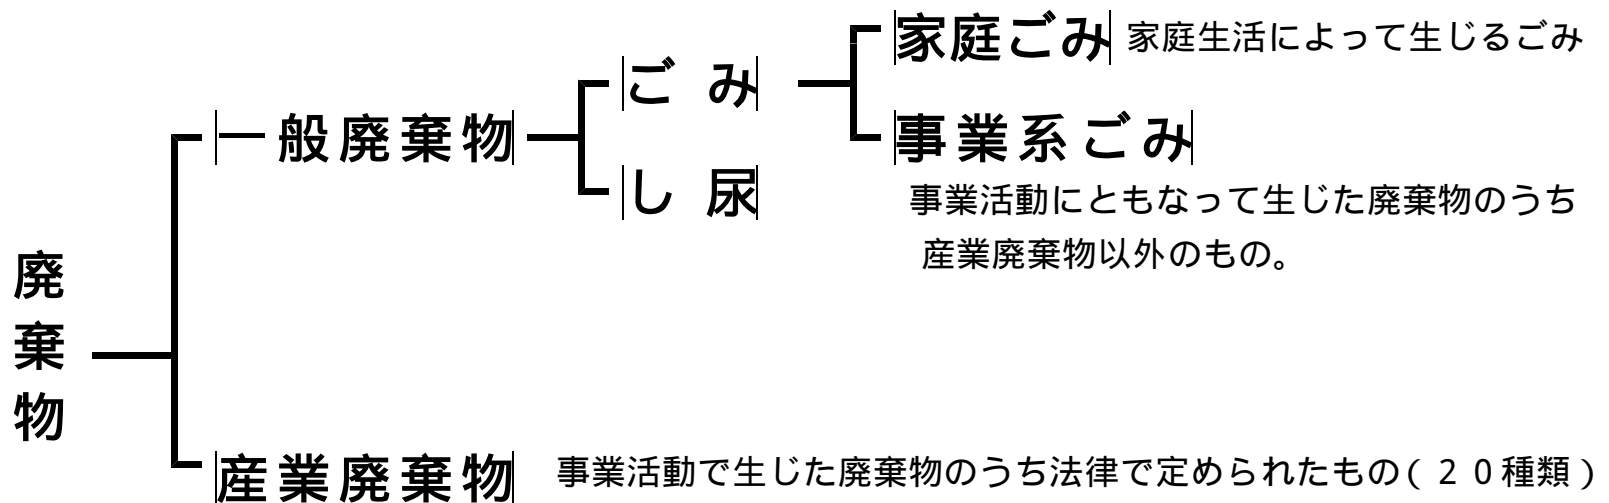 家庭ごみ 家庭生活によって生じるごみ
ごみ
一般廃棄物
事業系ごみ
し尿
事業活動にともなって生じた廃棄物のうち
産業廃棄物以外のもの。
廃棄物
産業廃棄物 事業活動で生じた廃棄物のうち法律で定められたもの(20種類)